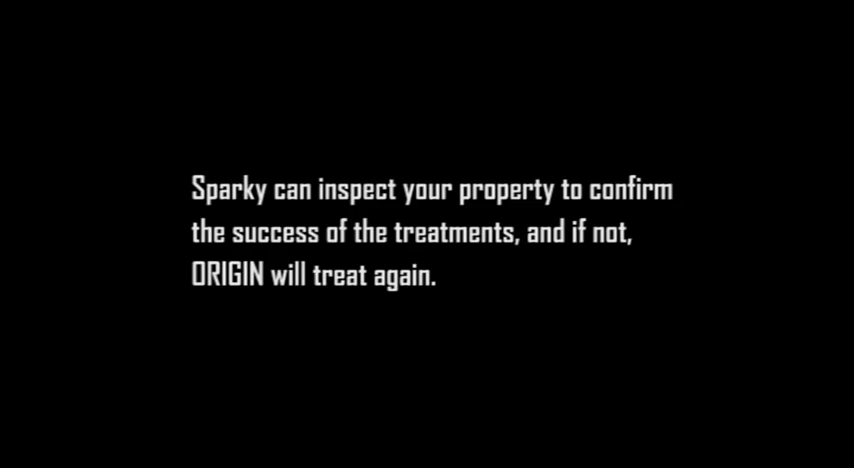 Sparky can inspect your property to confirm
the success of the treatments, and if not,
ORIGIN will treat again.